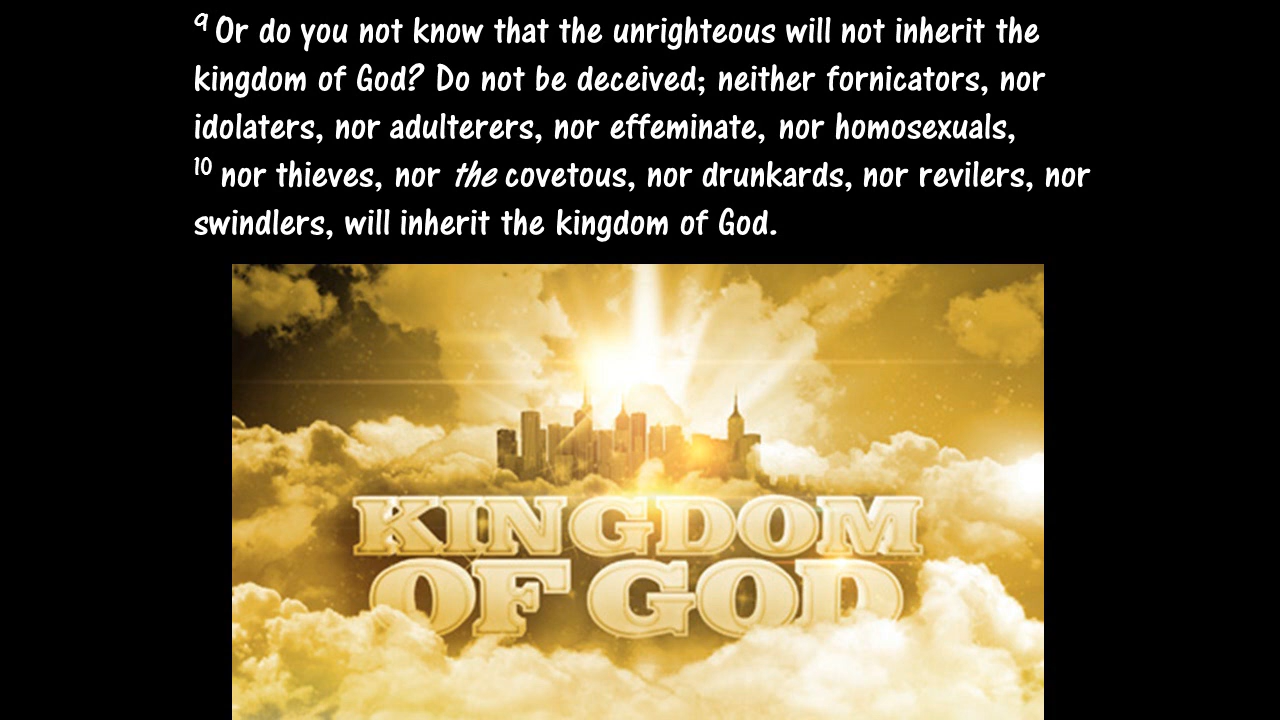 9 Or do you not know that the unrighteous will not inherit the
kingdom of God? Do not be deceived; neither fornicators, nor
idolaters, nor adulterers, nor effeminate, nor homosexuals,
10 nor thieves, nor the covetous, nor drunkards, nor revilers, nor
swindlers, will inherit the kingdom of God.
KINGDOM
OF GOD